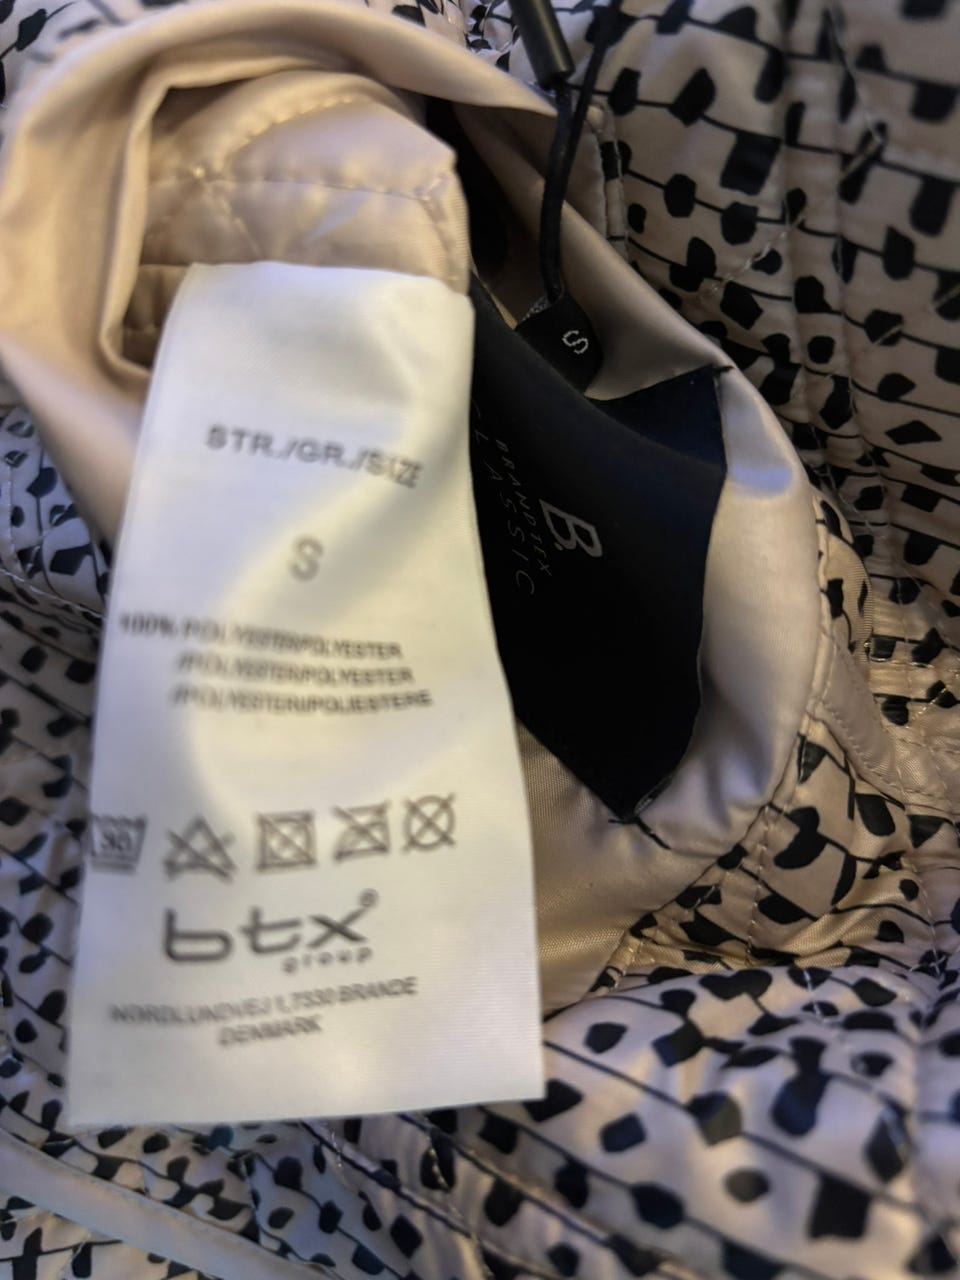 S
B.
BRANDTEX
CLASSIC
STR./GR./SIZE
S
100% POLYESTER/POLYESTER
/POLYESTER/POLYESTER
/POLYESTER/POLIESTERE
30
btx®
group
NORDLUNDVEJ 1, 7330 BRANDE
DENMARK